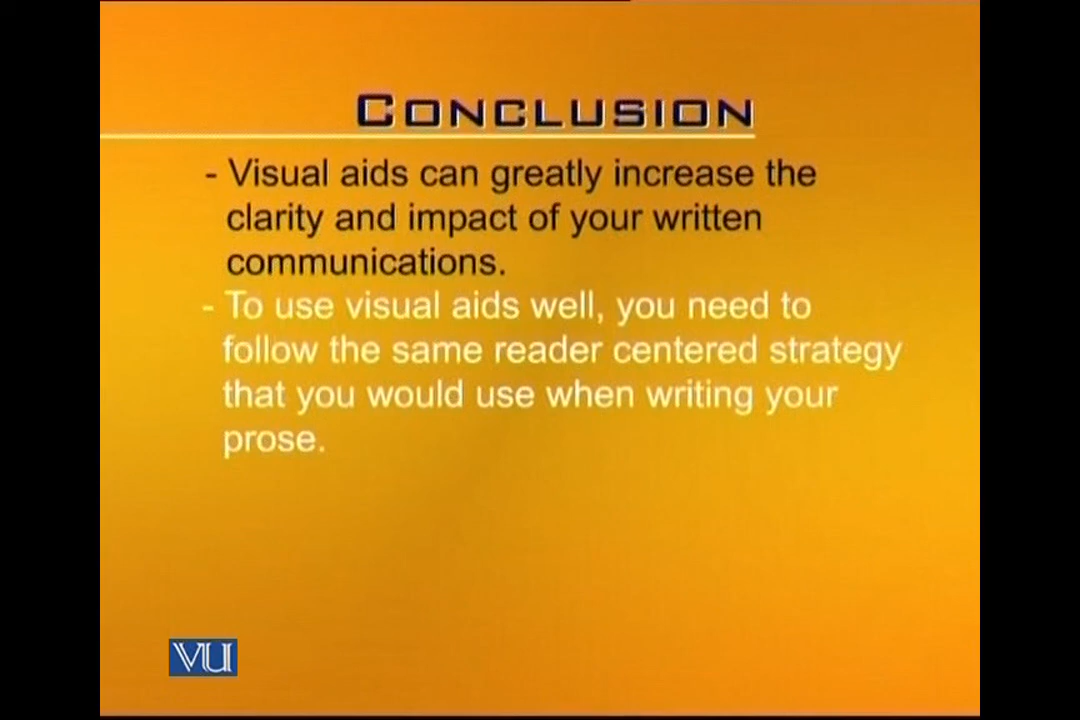 CONCLUSION
- Visual aids can greatly increase the
clarity and impact of your written
communications.
- To use visual aids well, you need to
follow the same reader centered strategy
that you would use when writing your
prose.
VU